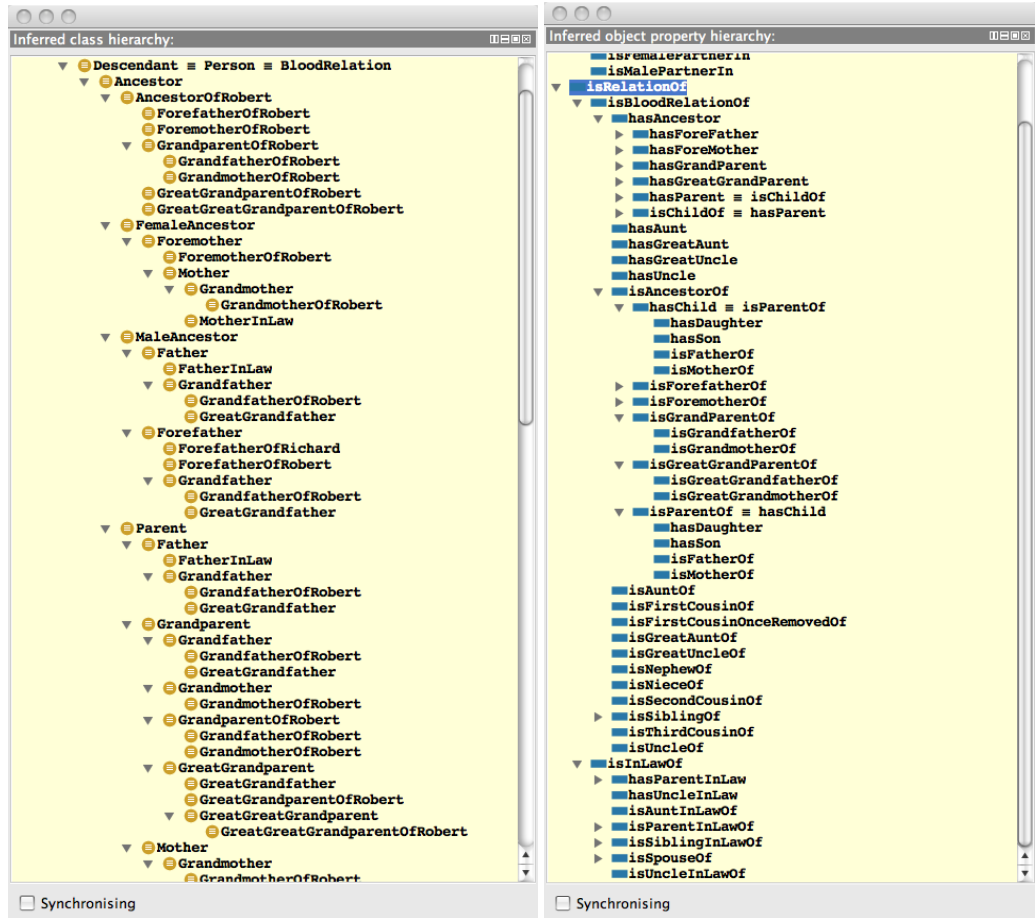 Inferred class hierarchy:
Descendant ≡ Person ≡ BloodRelation
Ancestor
AncestorOfRobert
ForefatherOfRobert
ForemotherOfRobert
GrandparentOfRobert
GrandfatherOfRobert
GrandmotherOfRobert
GreatGrandparentOfRobert
GreatGreatGrandparentOfRobert
FemaleAncestor
Foremother
ForemotherOfRobert
Mother
Grandmother
GrandmotherOfRobert
MotherInLaw
MaleAncestor
Father
FatherInLaw
Grandfather
GrandfatherOfRobert
GreatGrandfather
Forefather
ForefatherOfRichard
ForefatherOfRobert
Grandfather
GrandfatherOfRobert
GreatGrandfather
Parent
Father
FatherInLaw
Grandfather
GrandfatherOfRobert
GreatGrandfather
Grandparent
Grandfather
GrandfatherOfRobert
GreatGrandfather
Grandmother
GrandmotherOfRobert
GrandparentOfRobert
GrandfatherOfRobert
GrandmotherOfRobert
GreatGrandparent
GreatGrandfather
GreatGrandparentOfRobert
GreatGreatGrandparent
GreatGreatGrandparentOfRobert
Mother
Grandmother
GrandmotherOfRobert
Synchronising
Inferred object property hierarchy:
isFemalePartnerIn
isMalePartnerIn
isRelationOf
isBloodRelationOf
hasAncestor
hasForeFather
hasForeMother
hasGrandParent
hasGreatGrandParent
hasParent ≡ isChildOf
isChildOf ≡ hasParent
hasAunt
hasGreatAunt
hasGreatUncle
hasUncle
isAncestorOf
hasChild ≡ isParentOf
hasDaughter
hasSon
isFatherOf
isMotherOf
isForefatherOf
isForemotherOf
isGrandParentOf
isGrandfatherOf
isGrandmotherOf
isGreatGrandParentOf
isGreatGrandfatherOf
isGreatGrandmotherOf
isParentOf ≡ hasChild
hasDaughter
hasSon
isFatherOf
isMotherOf
isAuntOf
isFirstCousinOf
isFirstCousinOnceRemovedOf
isGreatAuntOf
isGreatUncleOf
isNephewOf
isNieceOf
isSecondCousinOf
isSiblingOf
isThirdCousinOf
isUncleOf
isInLawOf
hasParentInLaw
hasUncleInLaw
isAuntInLawOf
isParentInLawOf
isSiblingInLawOf
isSpouseOf
isUncleInLawOf
Synchronising